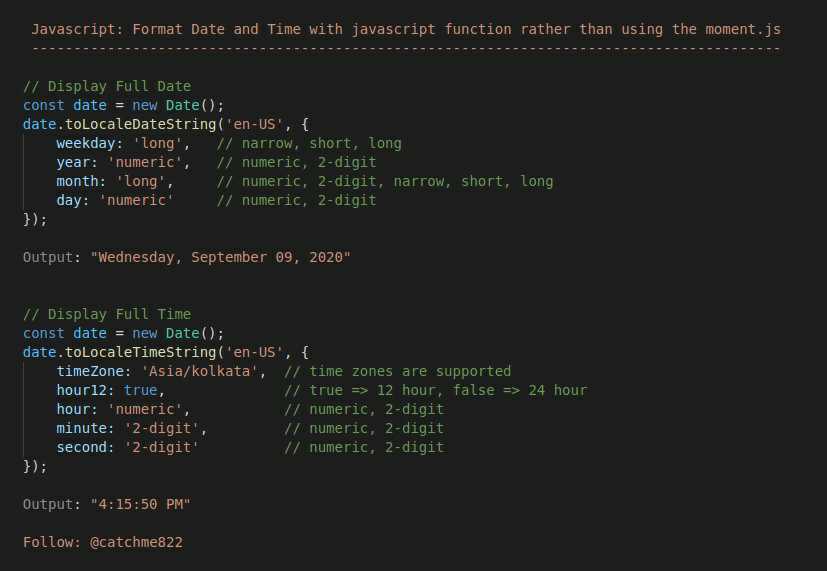 Javascript: Format Date and Time with javascript function rather than using the moment.js
-----------------------------------------------------------------------------------------
// Display Full Date
const date = new Date();
date.toLocaleDateString('en-US', {
    weekday: 'long',   // narrow, short, long
    year: 'numeric',   // numeric, 2-digit
    month: 'long',     // numeric, 2-digit, narrow, short, long
    day: 'numeric'     // numeric, 2-digit
});
Output: "Wednesday, September 09, 2020"
// Display Full Time
const date = new Date();
date.toLocaleTimeString('en-US', {
    timeZone: 'Asia/kolkata',  // time zones are supported
    hour12: true,              // true => 12 hour, false => 24 hour
    hour: 'numeric',           // numeric, 2-digit
    minute: '2-digit',         // numeric, 2-digit
    second: '2-digit'          // numeric, 2-digit
});
Output: "4:15:50 PM"
Follow: @catchme822